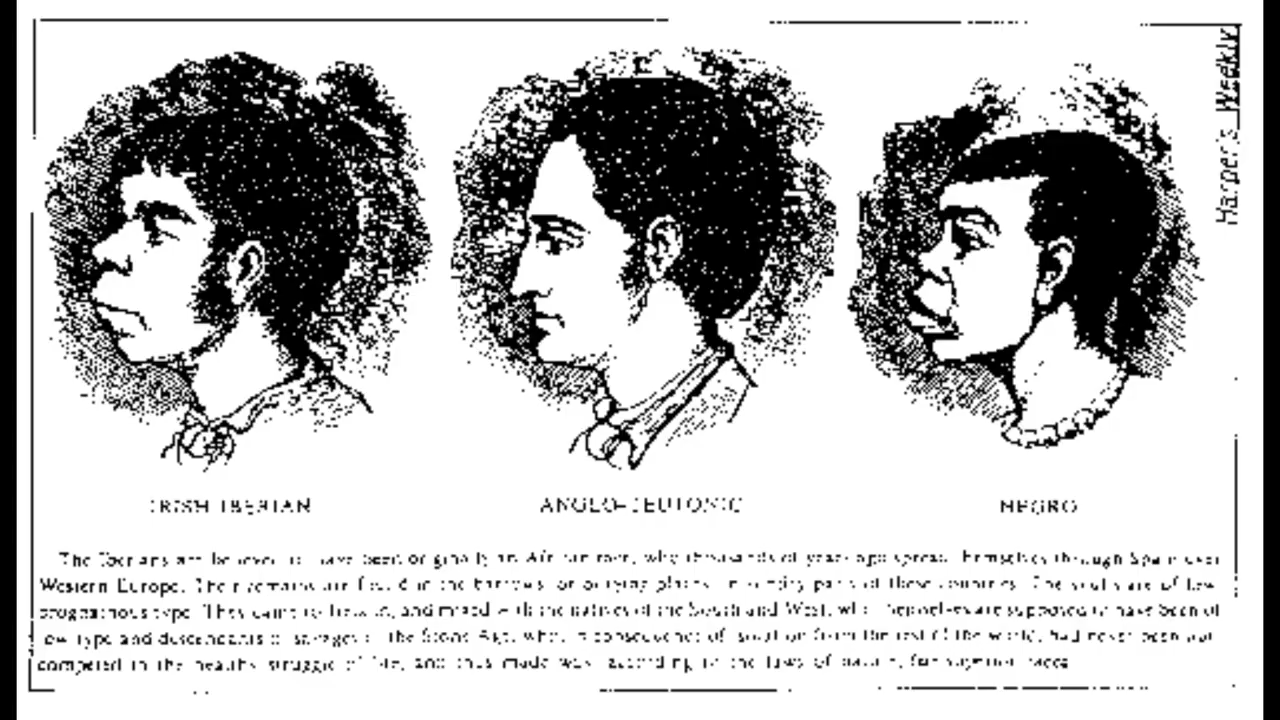 Harper's Weekly
IRISH IBERIAN ANGLO-TEUTONIC NEGRO
The Iberians are believed to have been originally an African race, who thousands of years ago spread themselves through Spain over
Western Europe. Their remains are found in the barrows, or burying places, in sundry parts of these countries. The skulls are of low
prognathous type. They came to Ireland, and mixed with the natives of the South and West, who themselves are supposed to have been of
low type and descendants of savages of the Stone Age, who, in consequence of isolation from the rest of the world, had never been out-
competed in the healthy struggle of life, and thus made way, according to the laws of nature, for superior races.